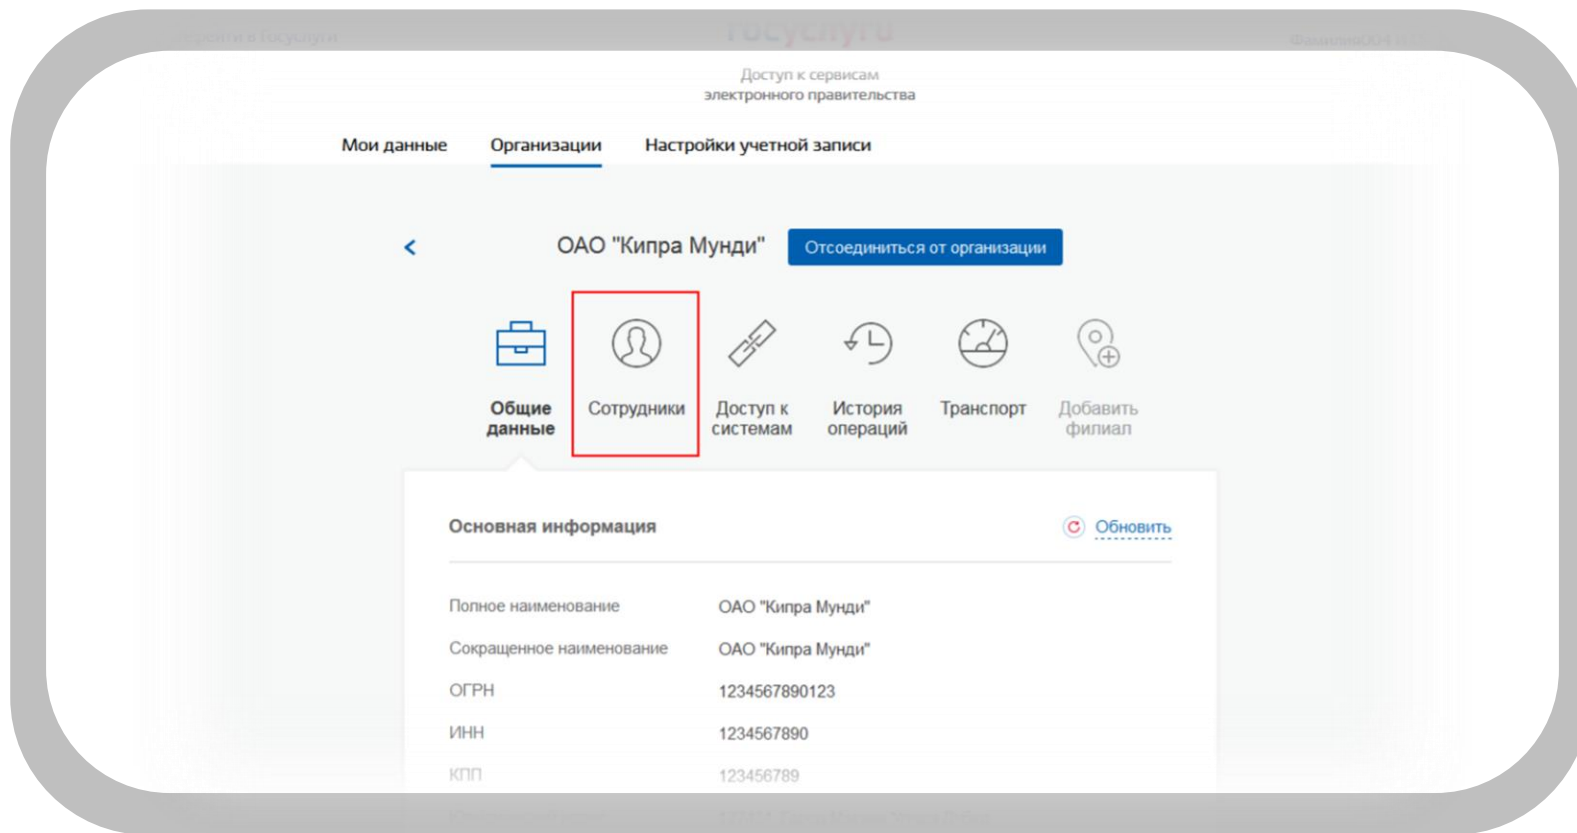 госуслуги
Доступ к сервисам
электронного правительства
Мои данные Организации Настройки учетной записи
ОАО "Кипра Мунди" Отсоединиться от организации
Общие данные Сотрудники Доступ к системам История операций Транспорт Добавить филиал
Основная информация Обновить
Полное наименование ОАО "Кипра Мунди"
Сокращенное наименование ОАО "Кипра Мунди"
ОГРН 1234567890123
ИНН 1234567890
КПП 123456789